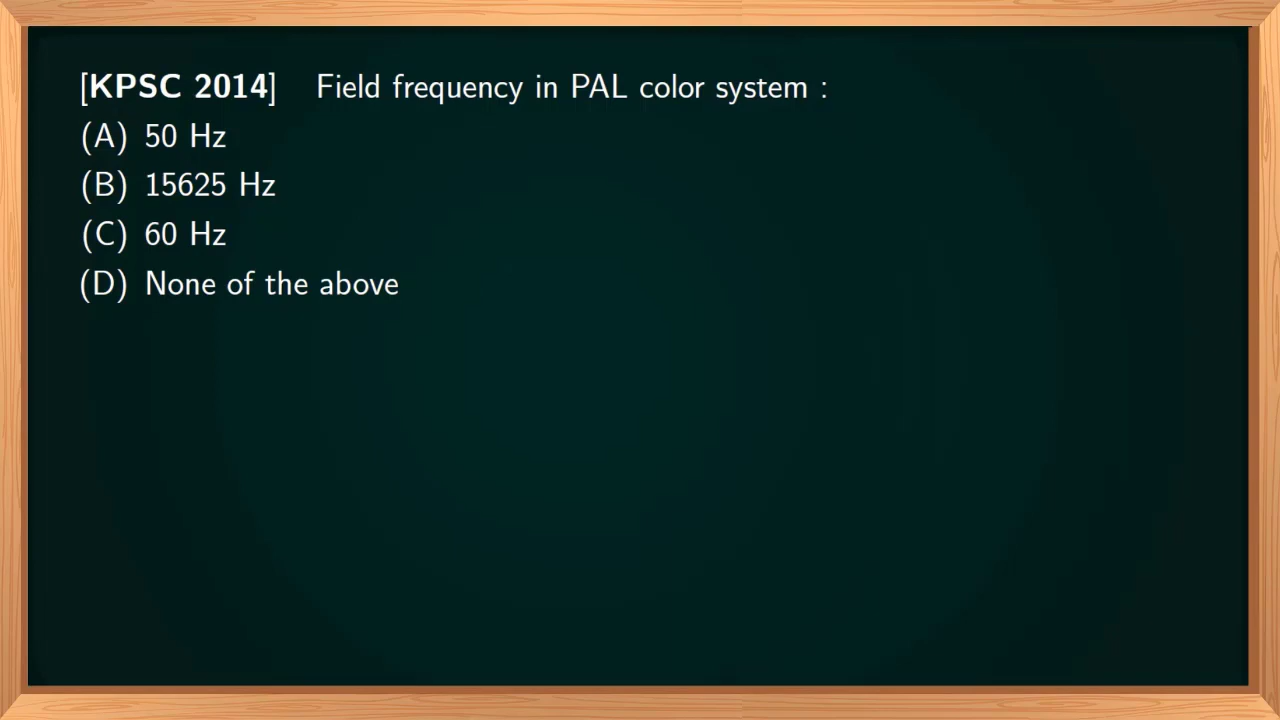 [KPSC 2014] Field frequency in PAL color system :
(A) 50 Hz
(B) 15625 Hz
(C) 60 Hz
(D) None of the above